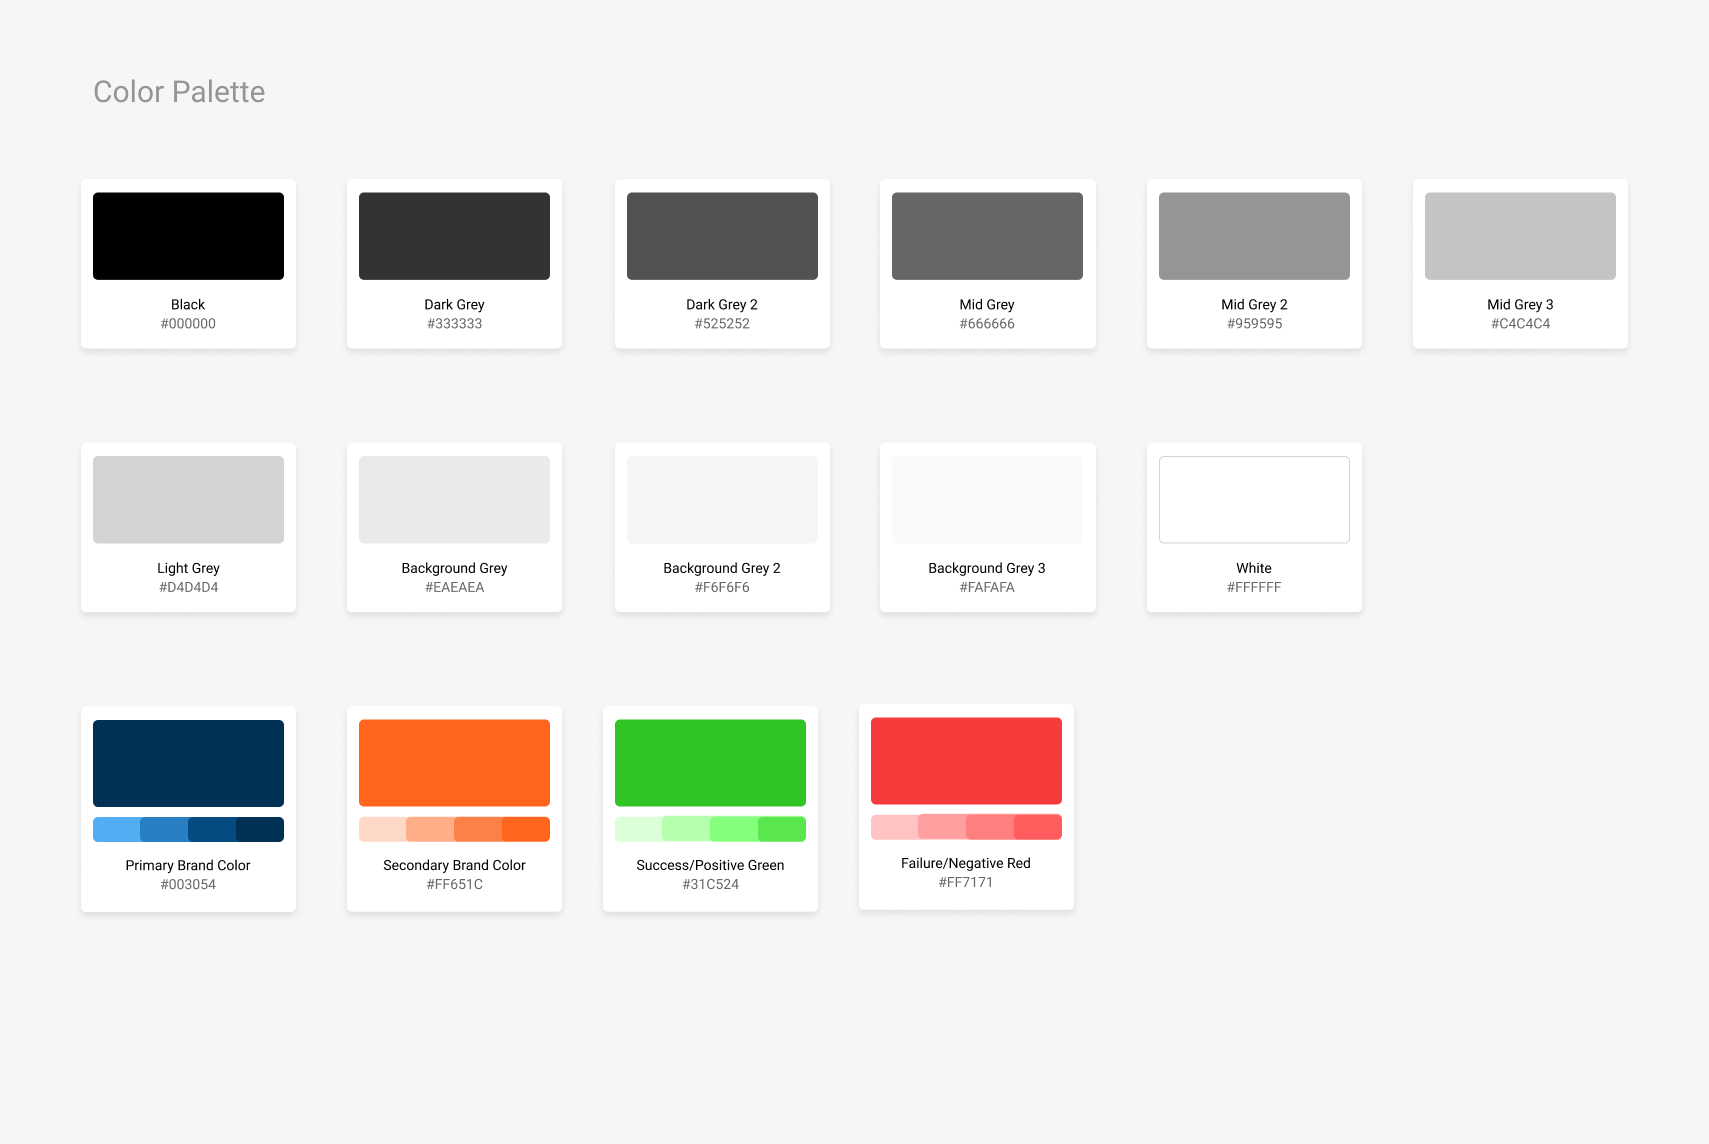 Color Palette
Black
#000000
Dark Grey
#333333
Dark Grey 2
#525252
Mid Grey
#666666
Mid Grey 2
#959595
Mid Grey 3
#C4C4C4
Light Grey
#D4D4D4
Background Grey
#EAEAEA
Background Grey 2
#F6F6F6
Background Grey 3
#FAFAFA
White
#FFFFFF
Primary Brand Color
#003054
Secondary Brand Color
#FF651C
Success/Positive Green
#31C524
Failure/Negative Red
#FF7171